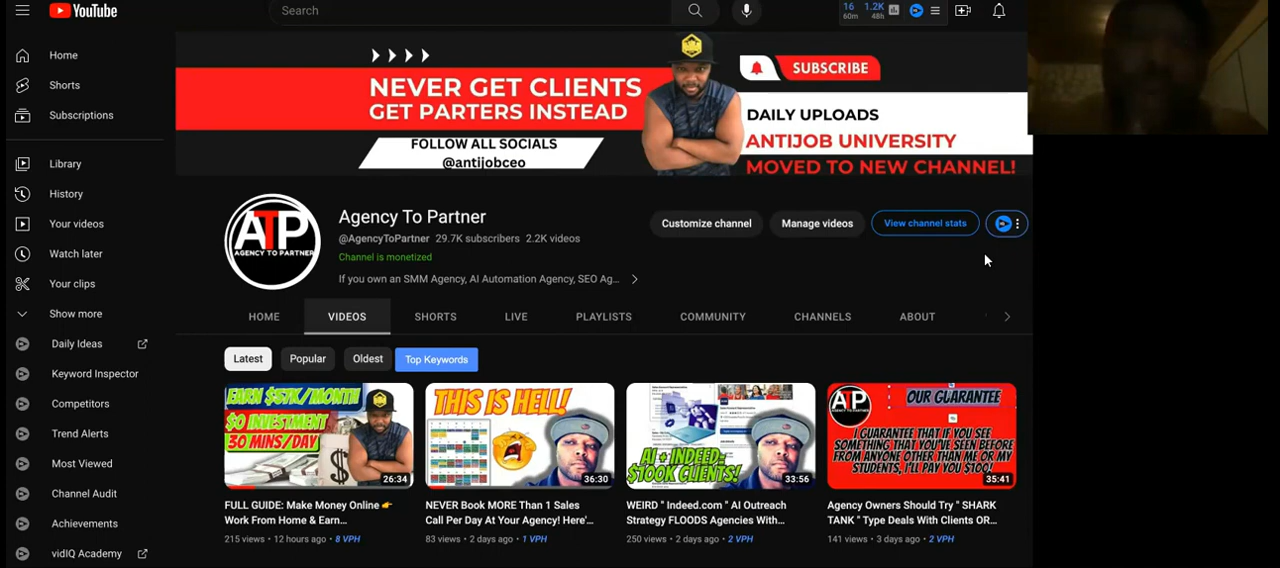 YouTube
Search
16
60m
1.2K
48h
Home
Shorts
Subscriptions
Library
History
Your videos
Watch later
Your clips
Show more
Daily Ideas
Keyword Inspector
Competitors
Trend Alerts
Most Viewed
Channel Audit
Achievements
vidIQ Academy
NEVER GET CLIENTS
GET PARTERS INSTEAD
FOLLOW ALL SOCIALS
@antijobceo
SUBSCRIBE
DAILY UPLOADS
ANTIJOB UNIVERSITY
MOVED TO NEW CHANNEL!
ATP
AGENCY TO PARTNER
Agency To Partner
@AgencyToPartner 29.7K subscribers 2.2K videos
Channel is monetized
If you own an SMM Agency, AI Automation Agency, SEO Ag...
Customize channel
Manage videos
View channel stats
HOME VIDEOS SHORTS LIVE PLAYLISTS COMMUNITY CHANNELS ABOUT
Latest Popular Oldest Top Keywords
EARN $37K/MONTH
$0 INVESTMENT
30 MINS/DAY
26:34
FULL GUIDE: Make Money Online 👉
Work From Home & Earn...
215 views • 12 hours ago • 8 VPH
THIS IS HELL!
36:30
NEVER Book MORE Than 1 Sales
Call Per Day At Your Agency! Here'...
83 views • 2 days ago • 1 VPH
AI + INDEED=
$100K CLIENTS!
33:56
WEIRD " Indeed.com " AI Outreach
Strategy FLOODS Agencies With...
250 views • 2 days ago • 2 VPH
ATP
OUR GUARANTEE
I GUARANTEE THAT IF YOU SEE
SOMETHING THAT YOU'VE SEEN BEFORE
FROM ANYONE OTHER THAN ME OR MY
STUDENTS, I'LL PAY YOU $100!
35:41
Agency Owners Should Try " SHARK
TANK " Type Deals With Clients OR...
141 views • 3 days ago • 2 VPH